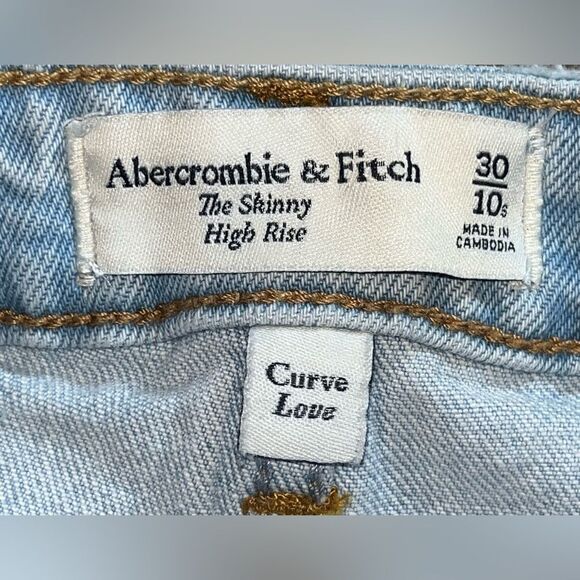 Abercrombie & Fitch
The Skinny
High Rise
30
10s
MADE IN
CAMBODIA
Curve
Love